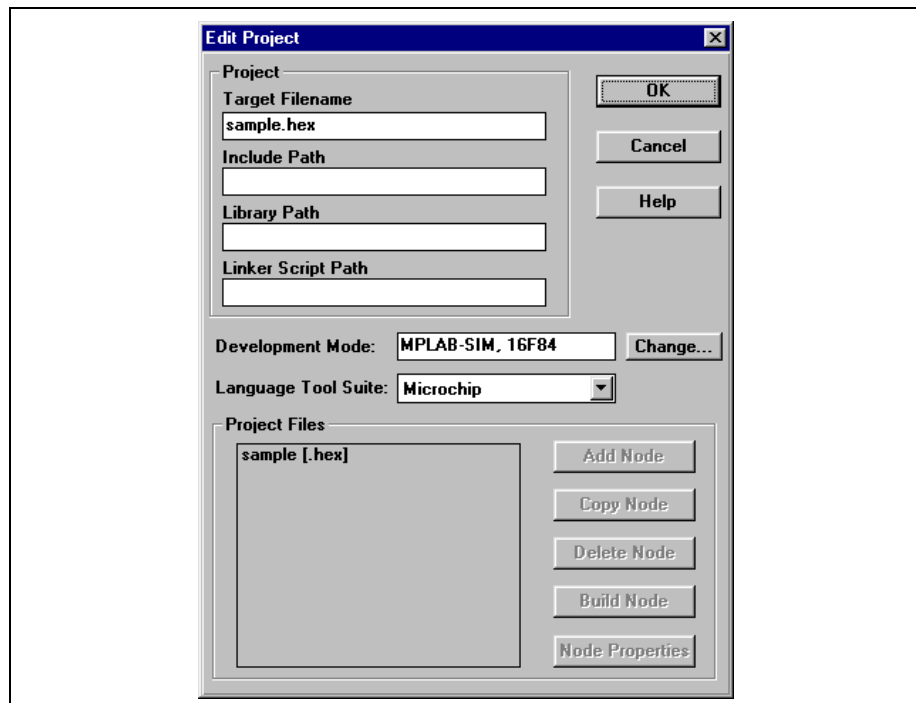 Edit Project
Project
Target Filename
sample.hex
Include Path
Library Path
Linker Script Path
OK
Cancel
Help
Development Mode: MPLAB-SIM, 16F84 Change...
Language Tool Suite: Microchip
Project Files
sample [.hex]
Add Node
Copy Node
Delete Node
Build Node
Node Properties